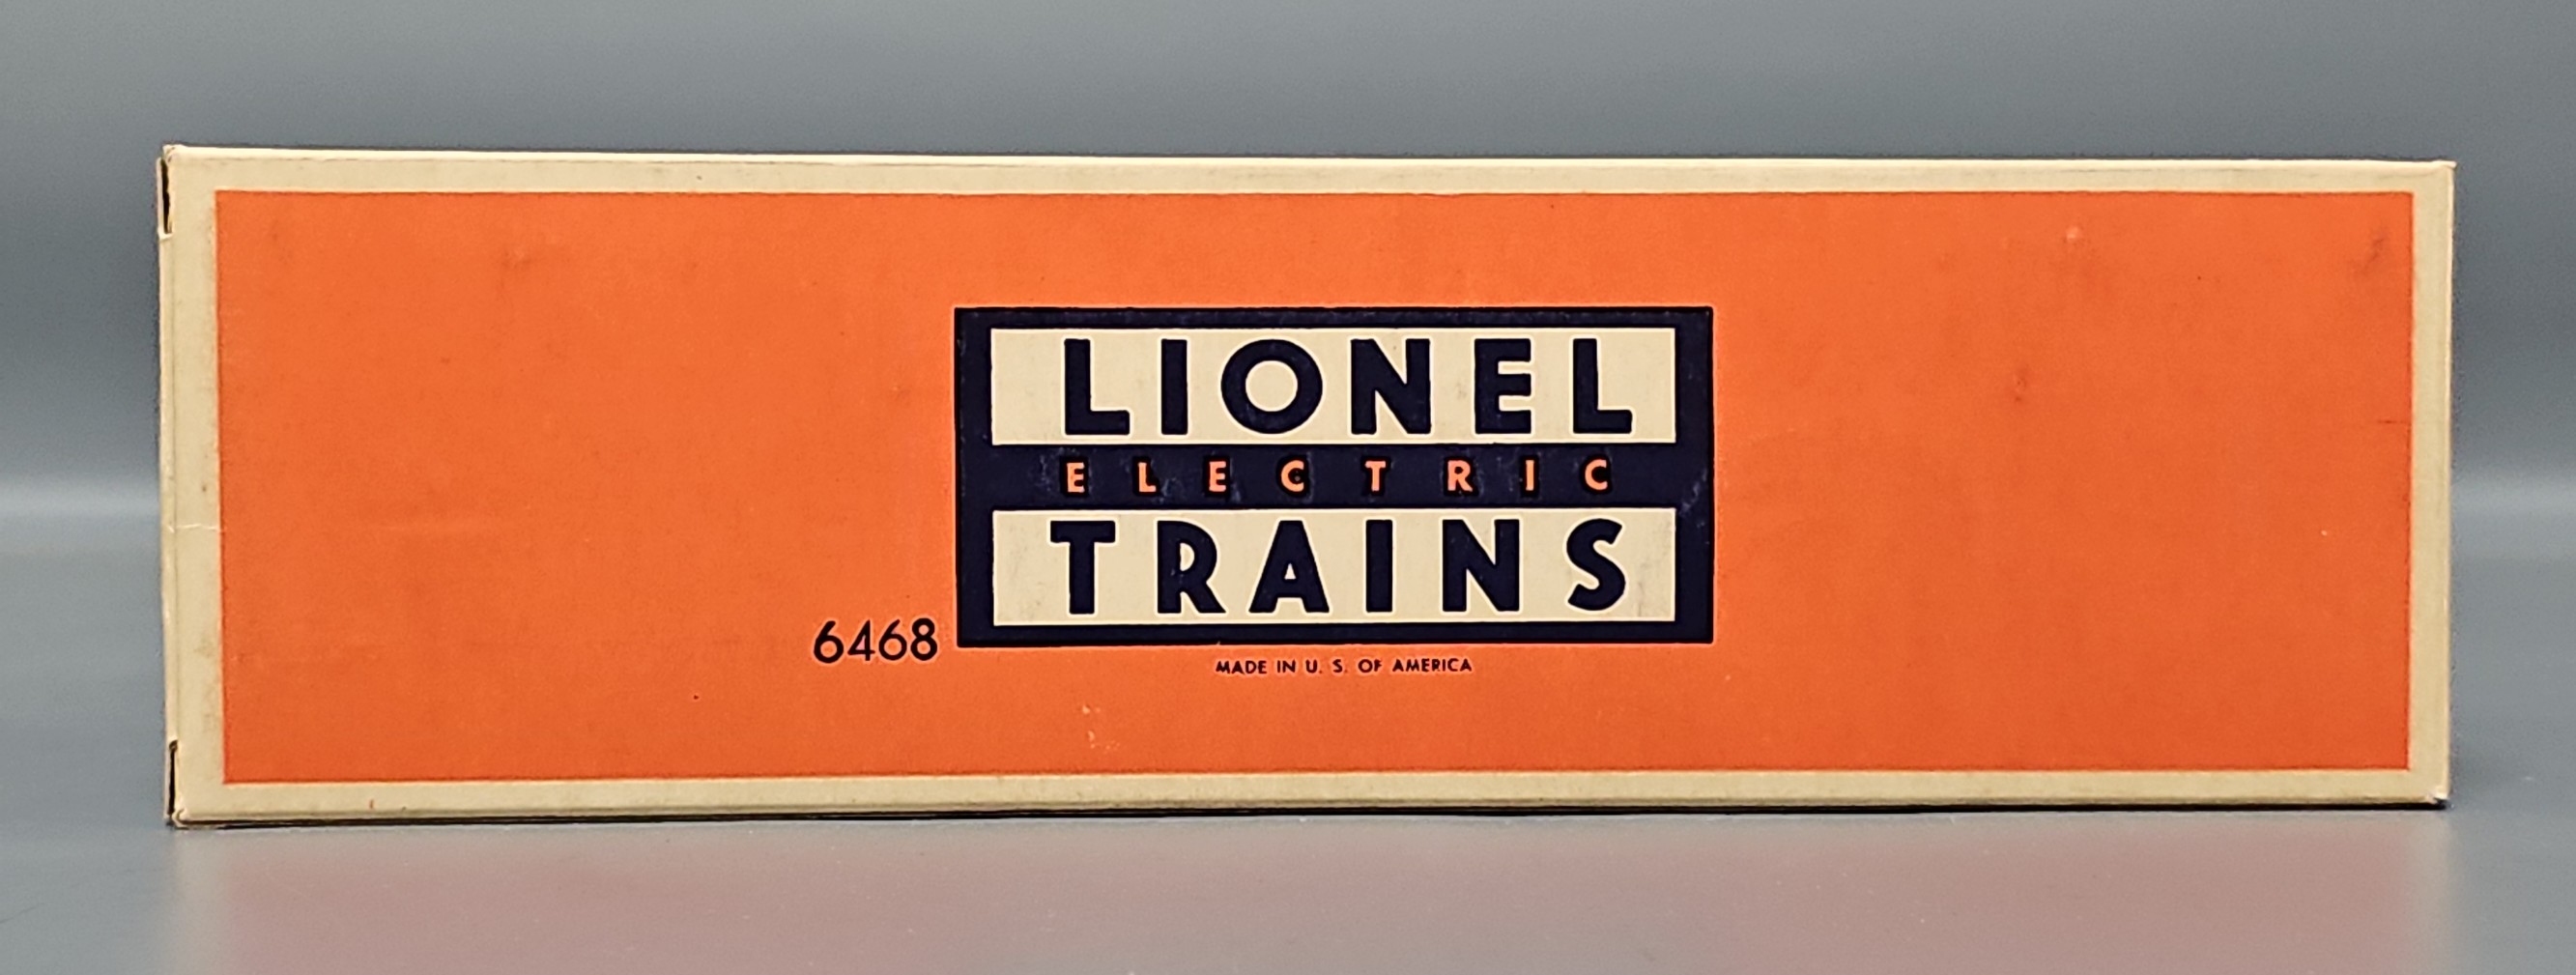 LIONEL
ELECTRIC
TRAINS
6468
MADE IN U. S. OF AMERICA